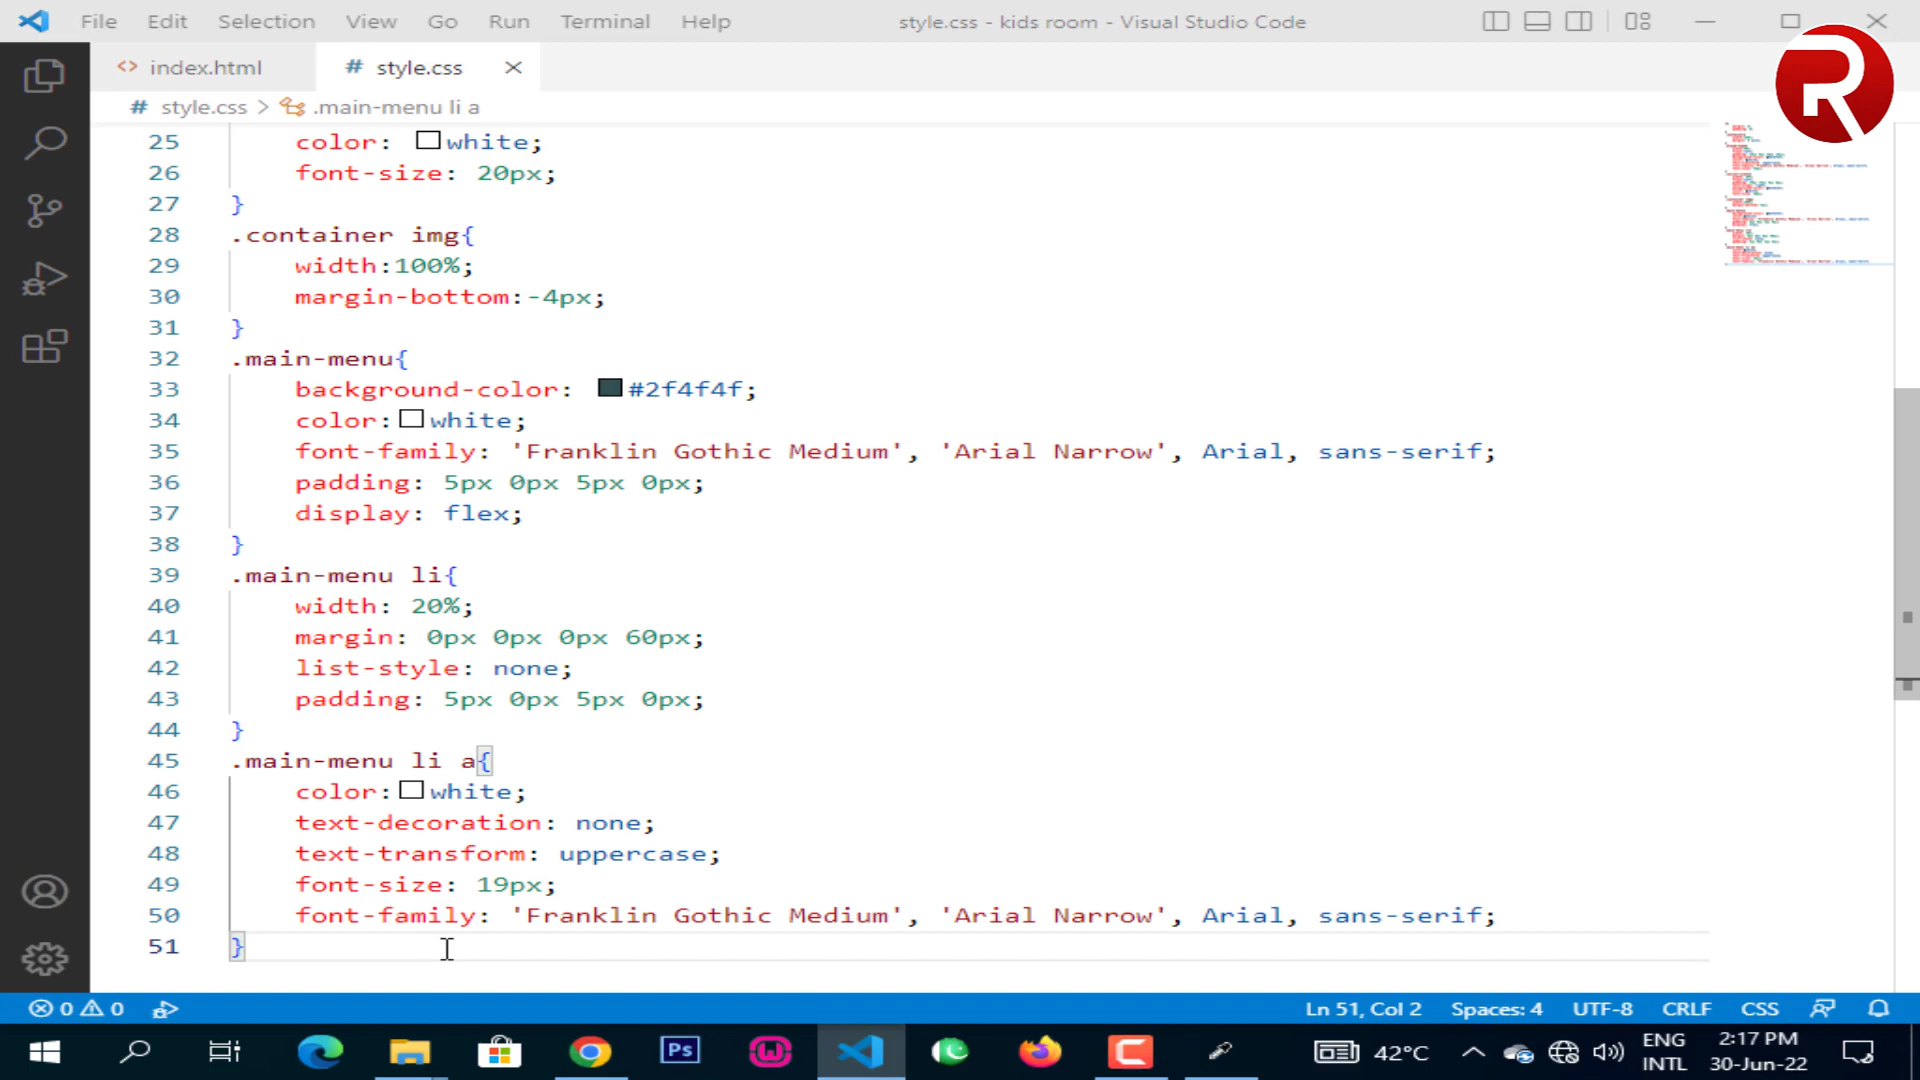 File Edit Selection View Go Run Terminal Help style.css - kids room - Visual Studio Code
<> index.html # style.css
# style.css > .main-menu li a
25 color: white;
26 font-size: 20px;
27 }
28 .container img{
29 width:100%;
30 margin-bottom:-4px;
31 }
32 .main-menu{
33 background-color: #2f4f4f;
34 color:white;
35 font-family: 'Franklin Gothic Medium', 'Arial Narrow', Arial, sans-serif;
36 padding: 5px 0px 5px 0px;
37 display: flex;
38 }
39 .main-menu li{
40 width: 20%;
41 margin: 0px 0px 0px 60px;
42 list-style: none;
43 padding: 5px 0px 5px 0px;
44 }
45 .main-menu li a{
46 color:white;
47 text-decoration: none;
48 text-transform: uppercase;
49 font-size: 19px;
50 font-family: 'Franklin Gothic Medium', 'Arial Narrow', Arial, sans-serif;
51 }
0 0 Ln 51, Col 2 Spaces: 4 UTF-8 CRLF CSS
Ps 42°C ENG 2:17 PM
INTL 30-Jun-22
R